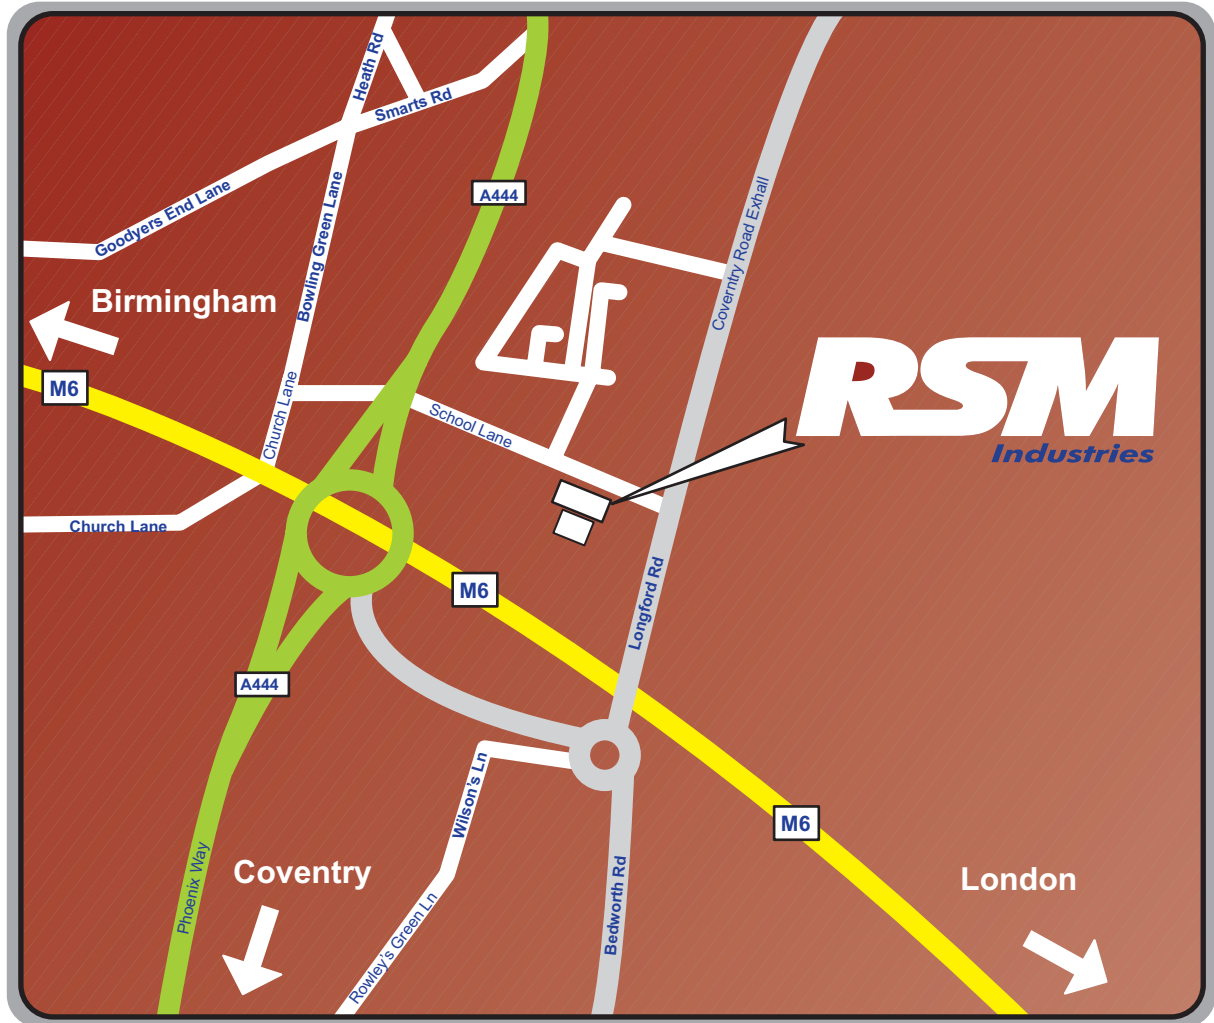 Heath Rd
Smarts Rd
A444
Goodyers End Lane
Bowling Green Lane
Coverntry Road Exhall
Birmingham
M6
RSM
Industries
Church Lane
School Lane
Church Lane
M6
Longford Rd
A444
Wilson's Ln
M6
Phoenix Way
Coventry
London
Bedworth Rd
Rowley's Green Ln